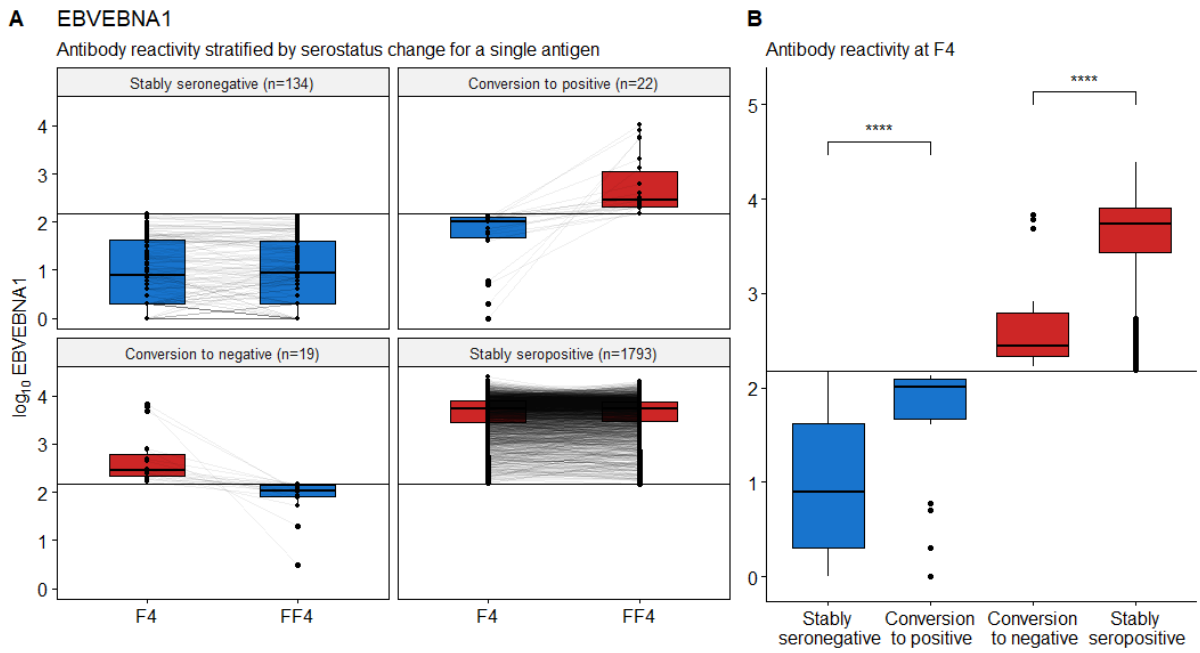 A EBVEBNA1
Antibody reactivity stratified by serostatus change for a single antigen
Stably seronegative (n=134)
Conversion to positive (n=22)
4
3
2
1
0
Conversion to negative (n=19)
Stably seropositive (n=1793)
4
3
2
1
0
log10 EBVEBNA1
F4 FF4
F4 FF4
B
Antibody reactivity at F4
****
****
5
4
3
2
1
0
Stably
seronegative
Conversion
to positive
Conversion
to negative
Stably
seropositive